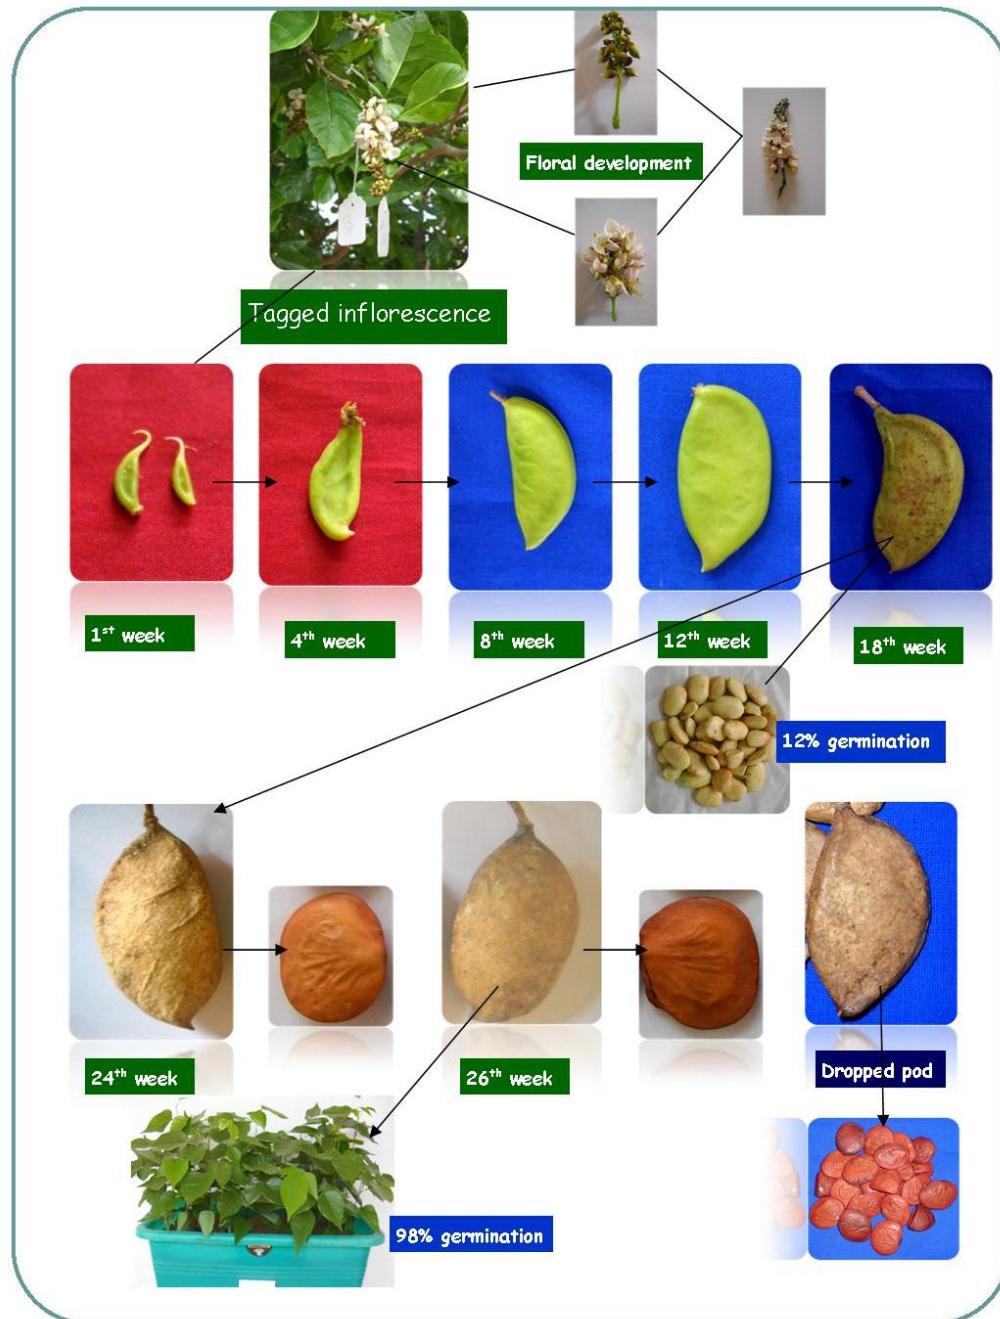 Floral development
Tagged inflorescence
1st week
4th week
8th week
12th week
18th week
12% germination
24th week
26th week
Dropped pod
98% germination